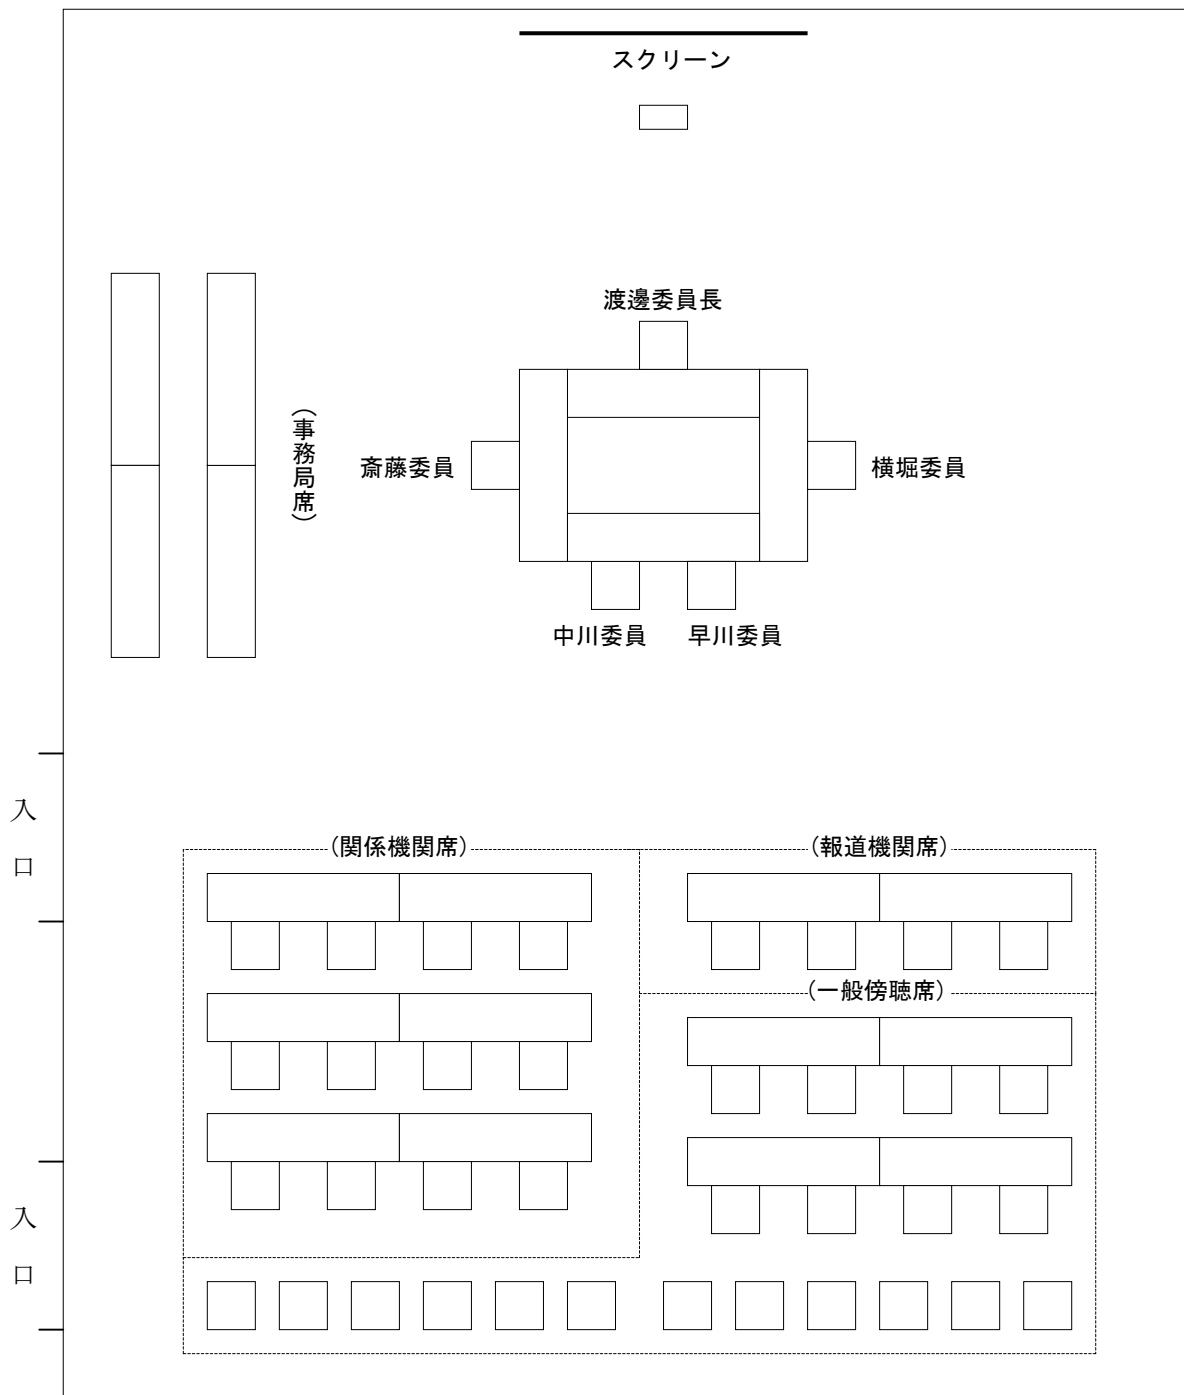 スクリーン
渡邊委員長
(事務局席)
斎藤委員
横堀委員
中川委員
早川委員
入口
(関係機関席)
(報道機関席)
(一般傍聴席)
入口